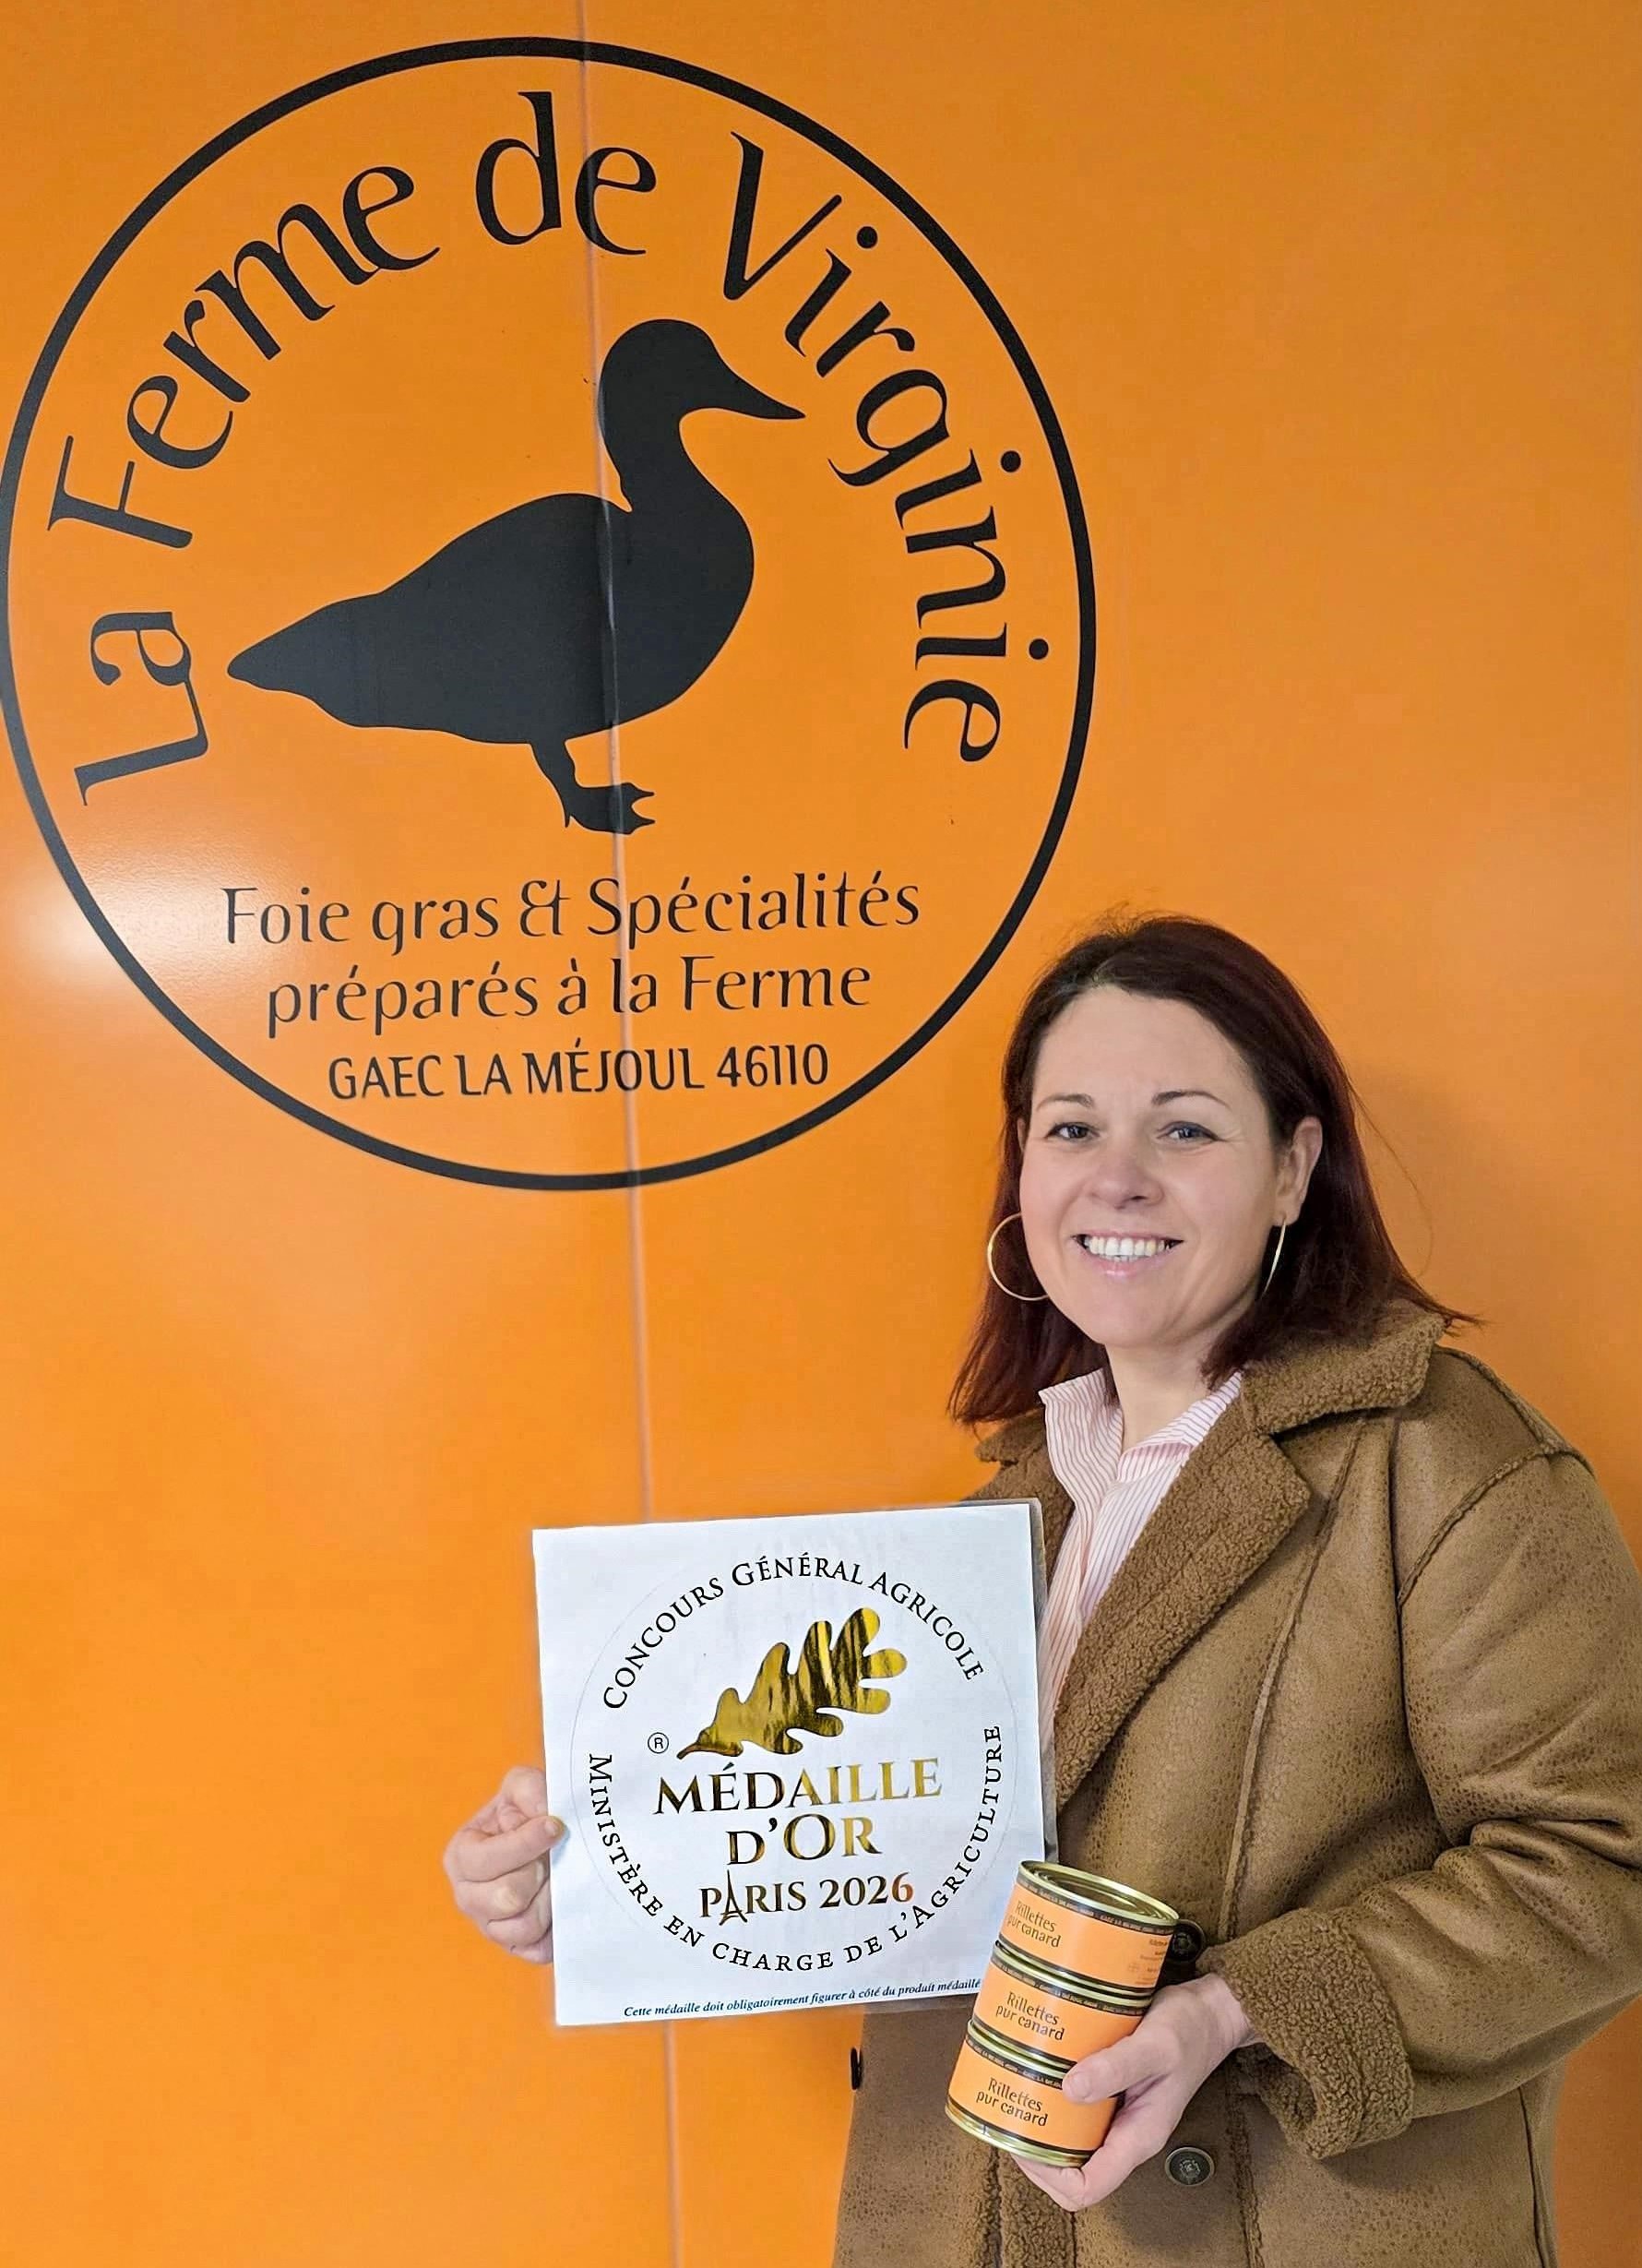 La Ferme de Virginie
Foie gras & Spécialités
préparés à la Ferme
GAEC LA MÉJOUL 46110
CONCOURS GÉNÉRAL AGRICOLE
®
MÉDAILLE
D'OR
PARIS 2026
MINISTÈRE EN CHARGE DE L'AGRICULTURE
Cette médaille doit obligatoirement figurer à côté du produit médaillé
Rillettes
pur canard
Rillettes
pur canard
Rillettes
pur canard